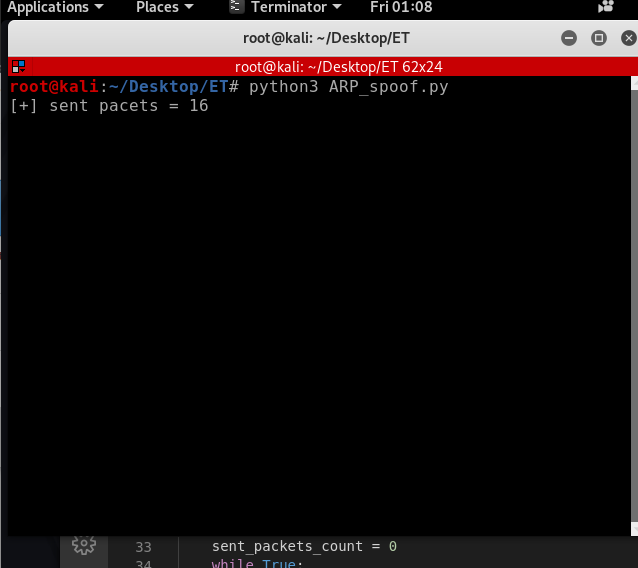 Applications Places Terminator Fri 01:08
root@kali: ~/Desktop/ET
root@kali: ~/Desktop/ET 62x24
root@kali:~/Desktop/ET# python3 ARP_spoof.py
[+] sent pacets = 16
33 sent_packets_count = 0
34 while True: